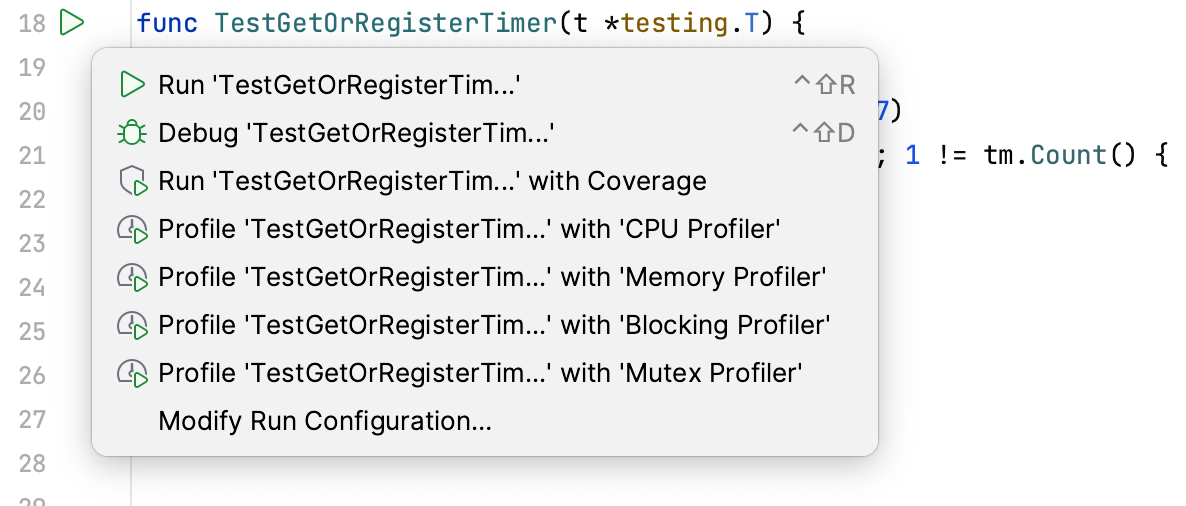 18 func TestGetOrRegisterTimer(t *testing.T) {
19
Run 'TestGetOrRegisterTim...' ^⇧R
20 7)
Debug 'TestGetOrRegisterTim...' ^⇧D
21 ; 1 != tm.Count() {
Run 'TestGetOrRegisterTim...' with Coverage
22
Profile 'TestGetOrRegisterTim...' with 'CPU Profiler'
23
Profile 'TestGetOrRegisterTim...' with 'Memory Profiler'
24
Profile 'TestGetOrRegisterTim...' with 'Blocking Profiler'
25
Profile 'TestGetOrRegisterTim...' with 'Mutex Profiler'
26
Modify Run Configuration...
27
28